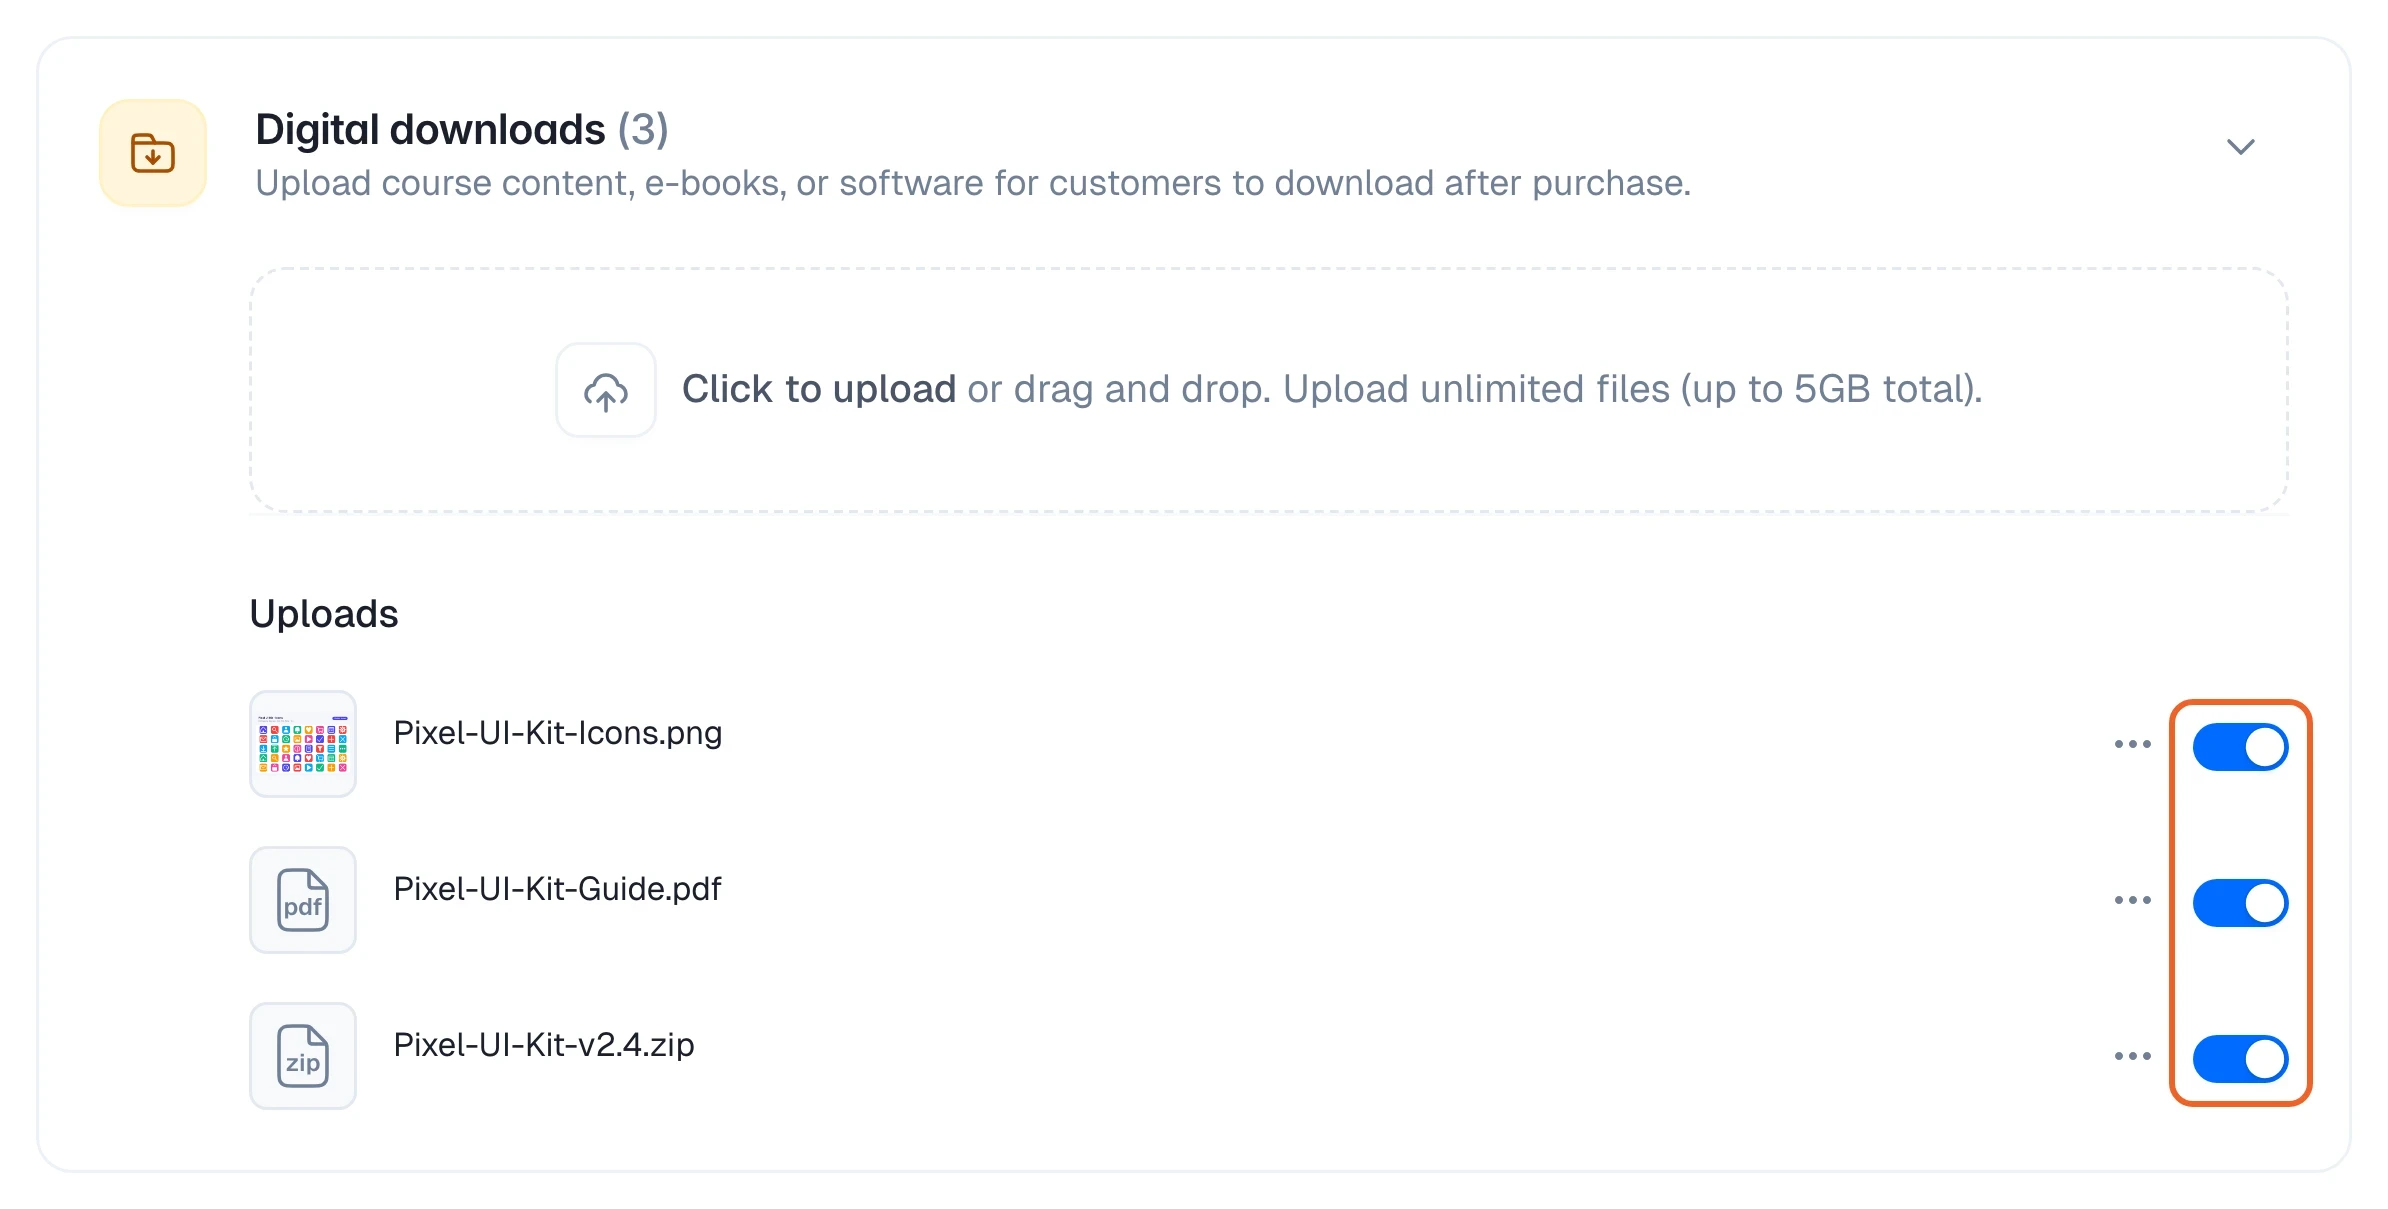 Digital downloads (3)
Upload course content, e-books, or software for customers to download after purchase.
Click to upload or drag and drop. Upload unlimited files (up to 5GB total).
Uploads
Pixel-UI-Kit-Icons.png
pdf
Pixel-UI-Kit-Guide.pdf
zip
Pixel-UI-Kit-v2.4.zip